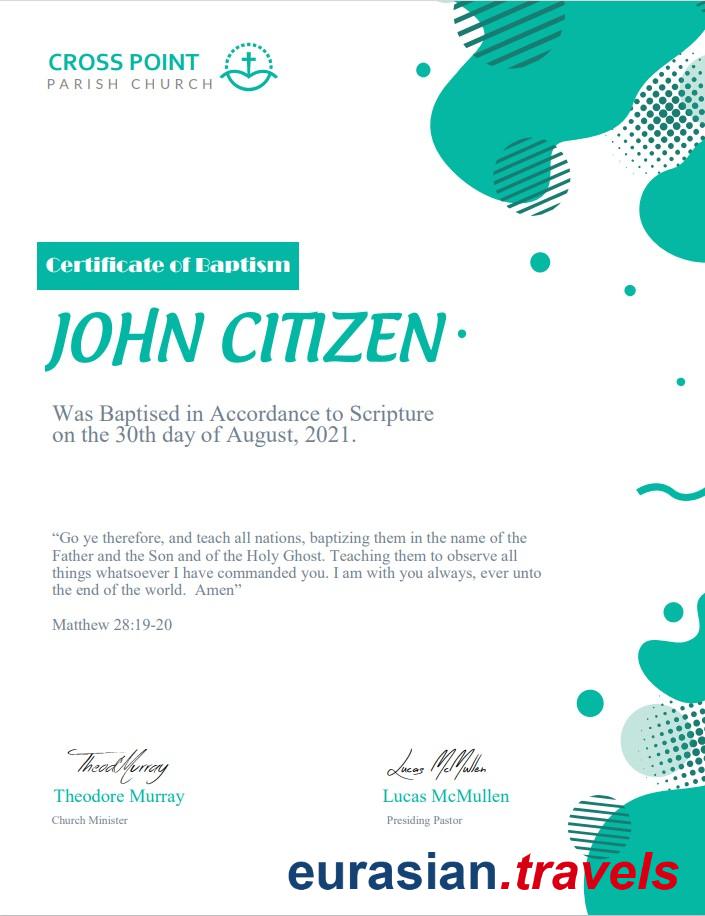 CROSS POINT
PARISH CHURCH
Certificate of Baptism
JOHN CITIZEN
Was Baptised in Accordance to Scripture
on the 30th day of August, 2021.
“Go ye therefore, and teach all nations, baptizing them in the name of the
Father and the Son and of the Holy Ghost. Teaching them to observe all
things whatsoever I have commanded you. I am with you always, ever unto
the end of the world.  Amen”
Matthew 28:19-20
TheodMurray
Lucas McMullen
Theodore Murray
Lucas McMullen
Church Minister
Presiding Pastor
eurasian.travels